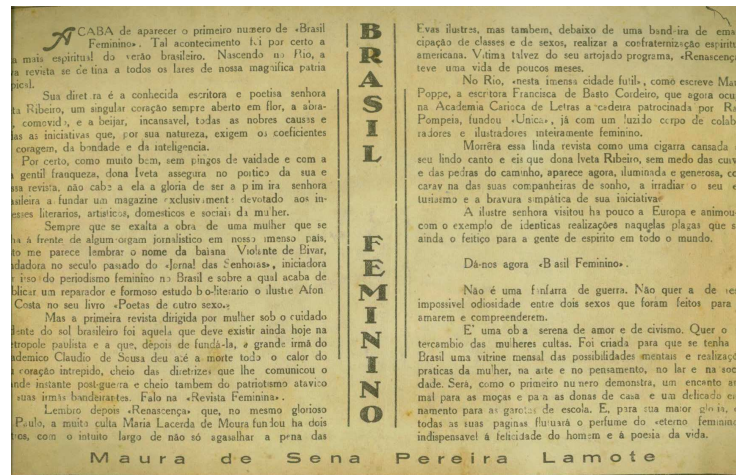 ACABA de aparecer o primeiro numero de «Brasil
Feminino». Tal acontecimento foi por certo a
mais espiritual do verão brasileiro. Nascendo no Rio, a
revista se destina a todos os lares de nossa magnifica patria
Sua diretora é a conhecida escritora e poetisa senhora
Ribeiro, um singular coração sempre aberto em flor, a abra-
comovido, e a beijar, incansavel, todas as nobres causas e
as iniciativas que, por sua natureza, exigem os coeficientes
coragem, da bondade e da inteligencia.
Por certo, como muito bem, sem pingos de vaidade e com a
gentil franqueza, dona Iveta assegura no portico da sua e
revista, não cabe a ela a gloria de ser a primeira senhora
a fundar um magazine exclusivamente devotado aos in-
literarios, artisticos, domesticos e sociais da mulher.
Sempre que se exalta a obra de uma mulher que se
á frente de algum orgam jornalistico em nosso imenso pais,
me parece lembrar o nome da baiana Violante de Bivar,
no seculo passado do «Jornal das Senhoras», iniciadora
isso do periodismo feminino no Brasil e sobre a qual acaba de
um reparador e formoso estudo bio-literario o ilustre Afon
Costa no seu livro «Poetas de outro sexo».
Mas a primeira revista dirigida por mulher sob o cuidado
do sol brasileiro foi aquela que deve existir ainda hoje na
paulista e a que, depois de fundá-la, a grande irmã do
academico Claudio de Sousa deu até a morte todo o calor do
coração intrepido, cheio das diretrizes que lhe comunicou o
instante post-guerra e cheio tambem do patriotismo atavico
suas irmãs bandeirantes. Falo na «Revista Feminina».
Lembro depois «Renascença» que, no mesmo glorioso
Paulo, a muito culta Maria Lacerda de Moura fundou ha dois
com o intuito largo de não só agasalhar a pena das
BRASIL FEMININO
Evas ilustres, mas tambem, debaixo de uma bandeira de ema
cipação de classes e de sexos, realizar a confraternização espiritu
americana. Vitima talvez do seu arrojado programa, «Renascença
teve uma vida de poucos meses.
No Rio, «nesta imensa cidade futil», como escreve Mar
Poppe, a escritora Francisca de Basto Cordeiro, que agora ocu
na Academia Carioca de Letras a cadeira patrocinada por Ra
Pompeia, fundou «Unica», já com um luzido corpo de colab
radores e ilustradores inteiramente feminino.
Morrêra essa linda revista como uma cigarra cansada
seu lindo canto e eis que dona Iveta Ribeiro, sem medo das curv
e das pedras do caminho, aparece agora, iluminada e generosa, co
caravana das suas companheiras de sonho, a irradiar o seu e
tusiasmo e a bravura simpática de sua iniciativa
A ilustre senhora visitou ha pouco a Europa e animou-
com o exemplo de identicas realizações naquelas plagas que s
ainda o feitiço para a gente de espirito em todo o mundo.
Dá-nos agora «Brasil Feminino».
Não é uma fanfarra de guerra. Não quer a de
impossivel odiosidade entre dois sexos que foram feitos para
amarem e compreenderem.
E' uma obra serena de amor e de civismo. Quer o
tercambio das mulheres cultas. Foi criada para que se tenha
Brasil uma vitrine mensal das possibilidades mentais e realizaçõ
praticas da mulher, na arte e no pensamento, no lar e na soc
dade. Será, como o primeiro numero demonstra, um encanto
mal para as moças e para as donas de casa e um delicado
namento para as garotas de escola. E, para sua maior gloria,
todas as suas paginas flutuará o perfume do «eterno feminino
indispensavel á felicidade do homem e á poesia da vida.
Maura de Sena Pereira Lamote